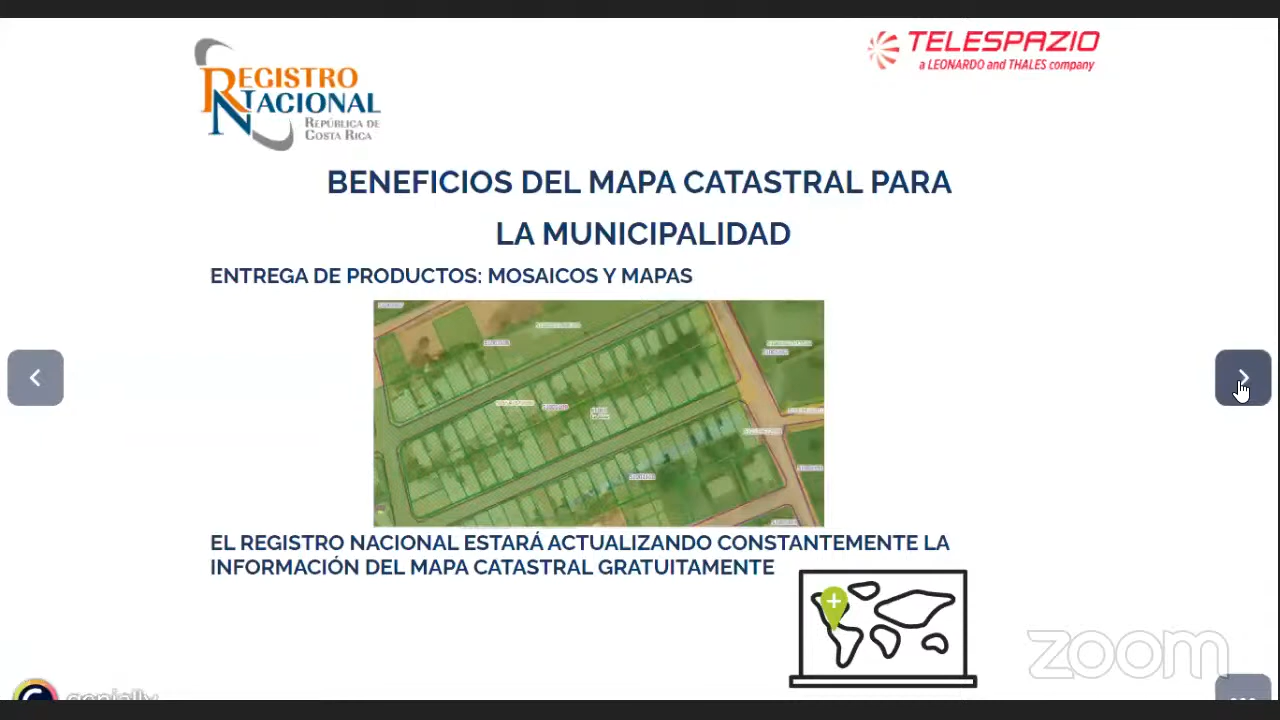 REGISTRO
NACIONAL
REPÚBLICA DE
COSTA RICA
TELESPAZIO
a LEONARDO and THALES company
BENEFICIOS DEL MAPA CATASTRAL PARA
LA MUNICIPALIDAD
ENTREGA DE PRODUCTOS: MOSAICOS Y MAPAS
EL REGISTRO NACIONAL ESTARÁ ACTUALIZANDO CONSTANTEMENTE LA
INFORMACIÓN DEL MAPA CATASTRAL GRATUITAMENTE
zoom
genially